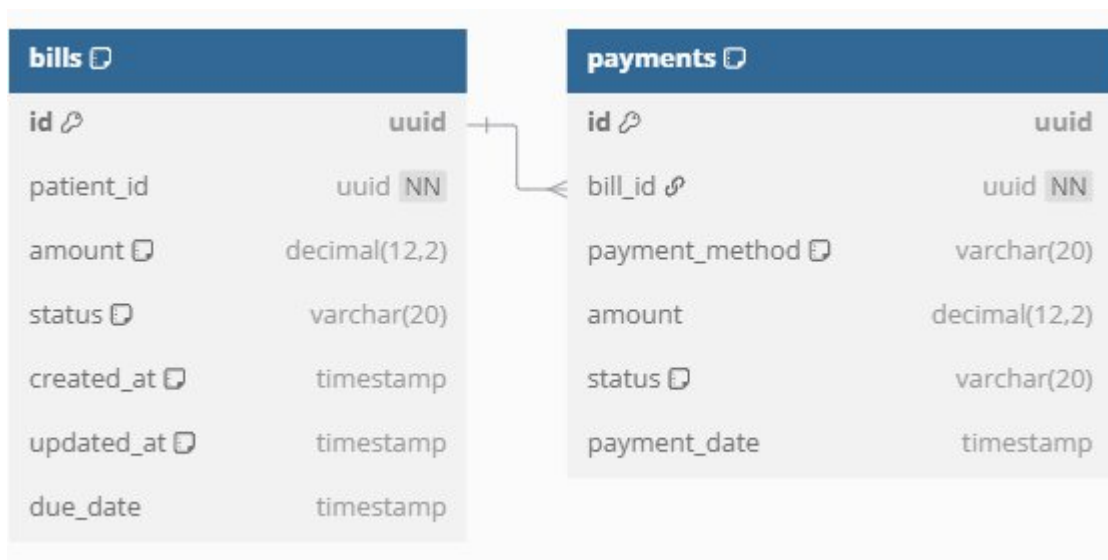 bills
id uuid
patient_id uuid NN
amount decimal(12,2)
status varchar(20)
created_at timestamp
updated_at timestamp
due_date timestamp
payments
id uuid
bill_id uuid NN
payment_method varchar(20)
amount decimal(12,2)
status varchar(20)
payment_date timestamp